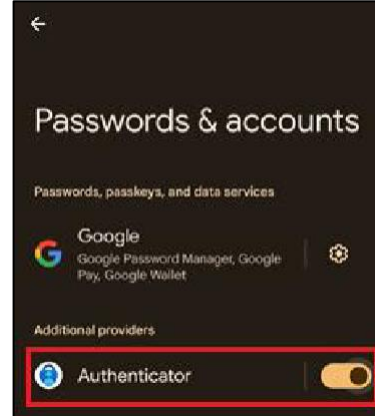 Passwords & accounts
Passwords, passkeys, and data services
Google
Google Password Manager, Google
Pay, Google Wallet
Additional providers
Authenticator